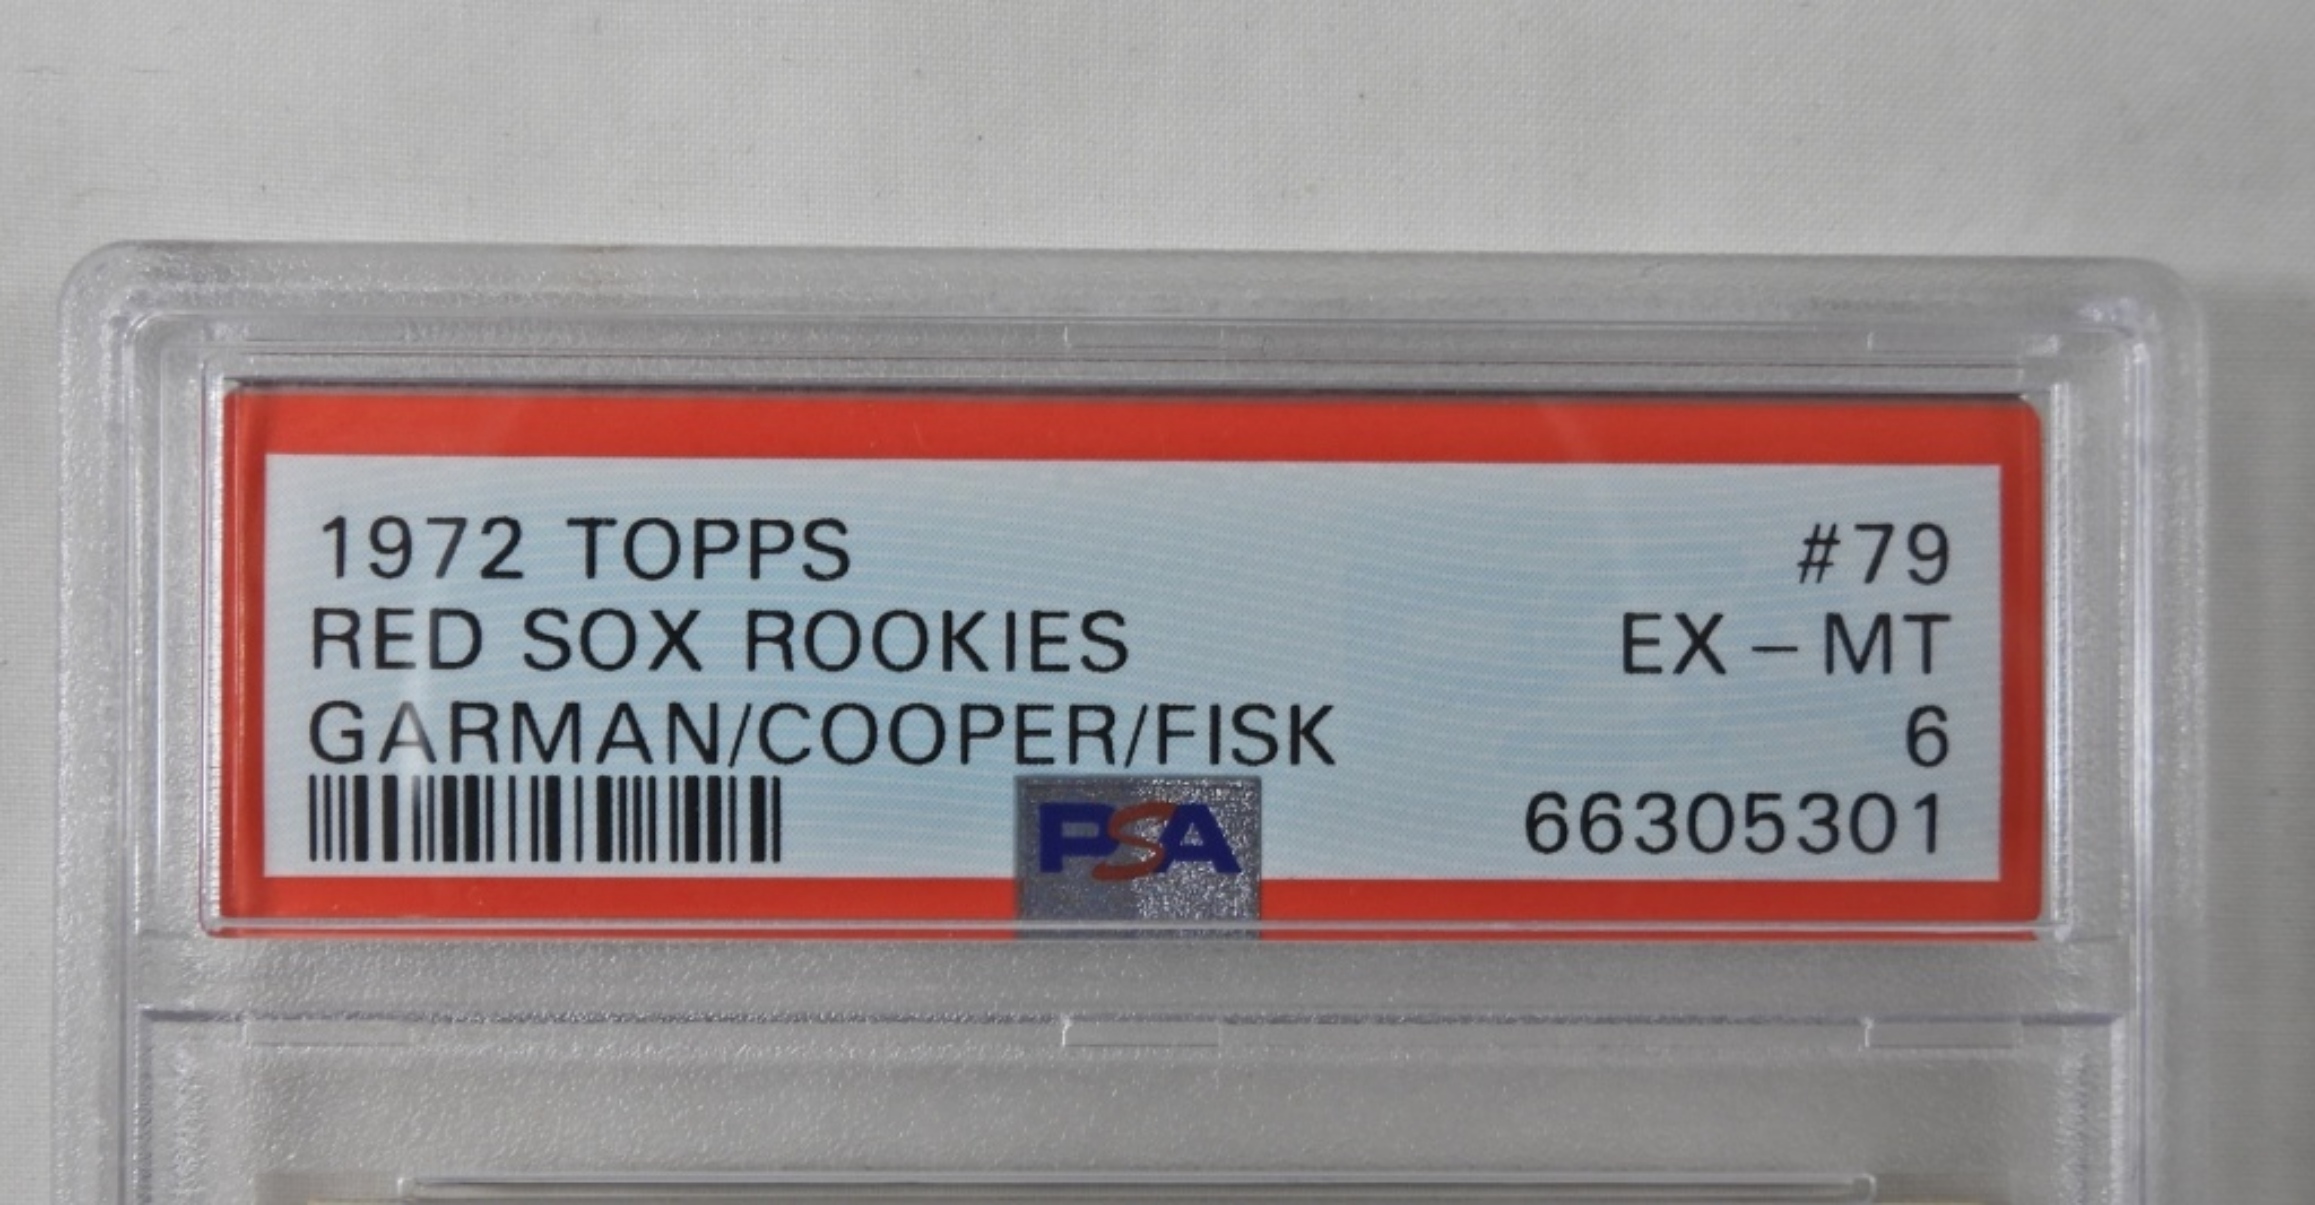 1972 TOPPS #79
RED SOX ROOKIES EX - MT
GARMAN/COOPER/FISK 6
PSA 66305301